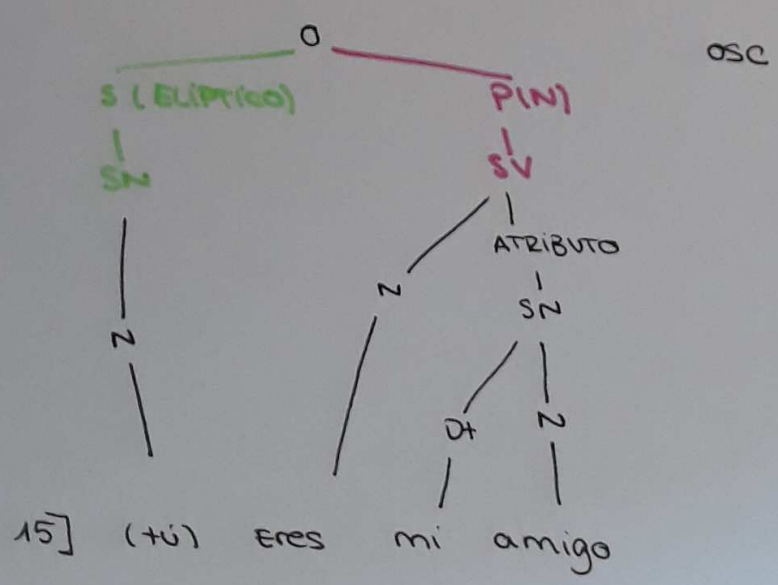 O
OSC
S (ELÍPTICO) P(N)
SN SV
ATRIBUTO
N
SN
N
Dt N
15] (tú) Eres mi amigo